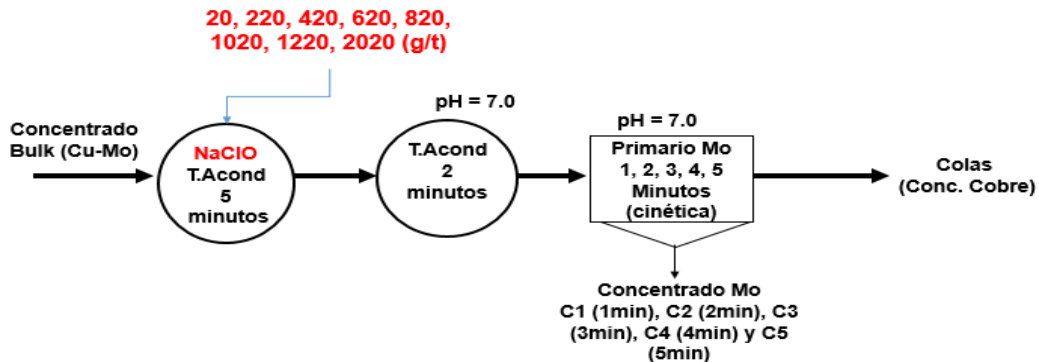 20, 220, 420, 620, 820,
1020, 1220, 2020 (g/t)
Concentrado
Bulk (Cu-Mo)
NaClO
T.Acond
5
minutos
pH = 7.0
T.Acond
2
minutos
pH = 7.0
Primario Mo
1, 2, 3, 4, 5
Minutos
(cinética)
Colas
(Conc. Cobre)
Concentrado Mo
C1 (1min), C2 (2min), C3
(3min), C4 (4min) y C5
(5min)